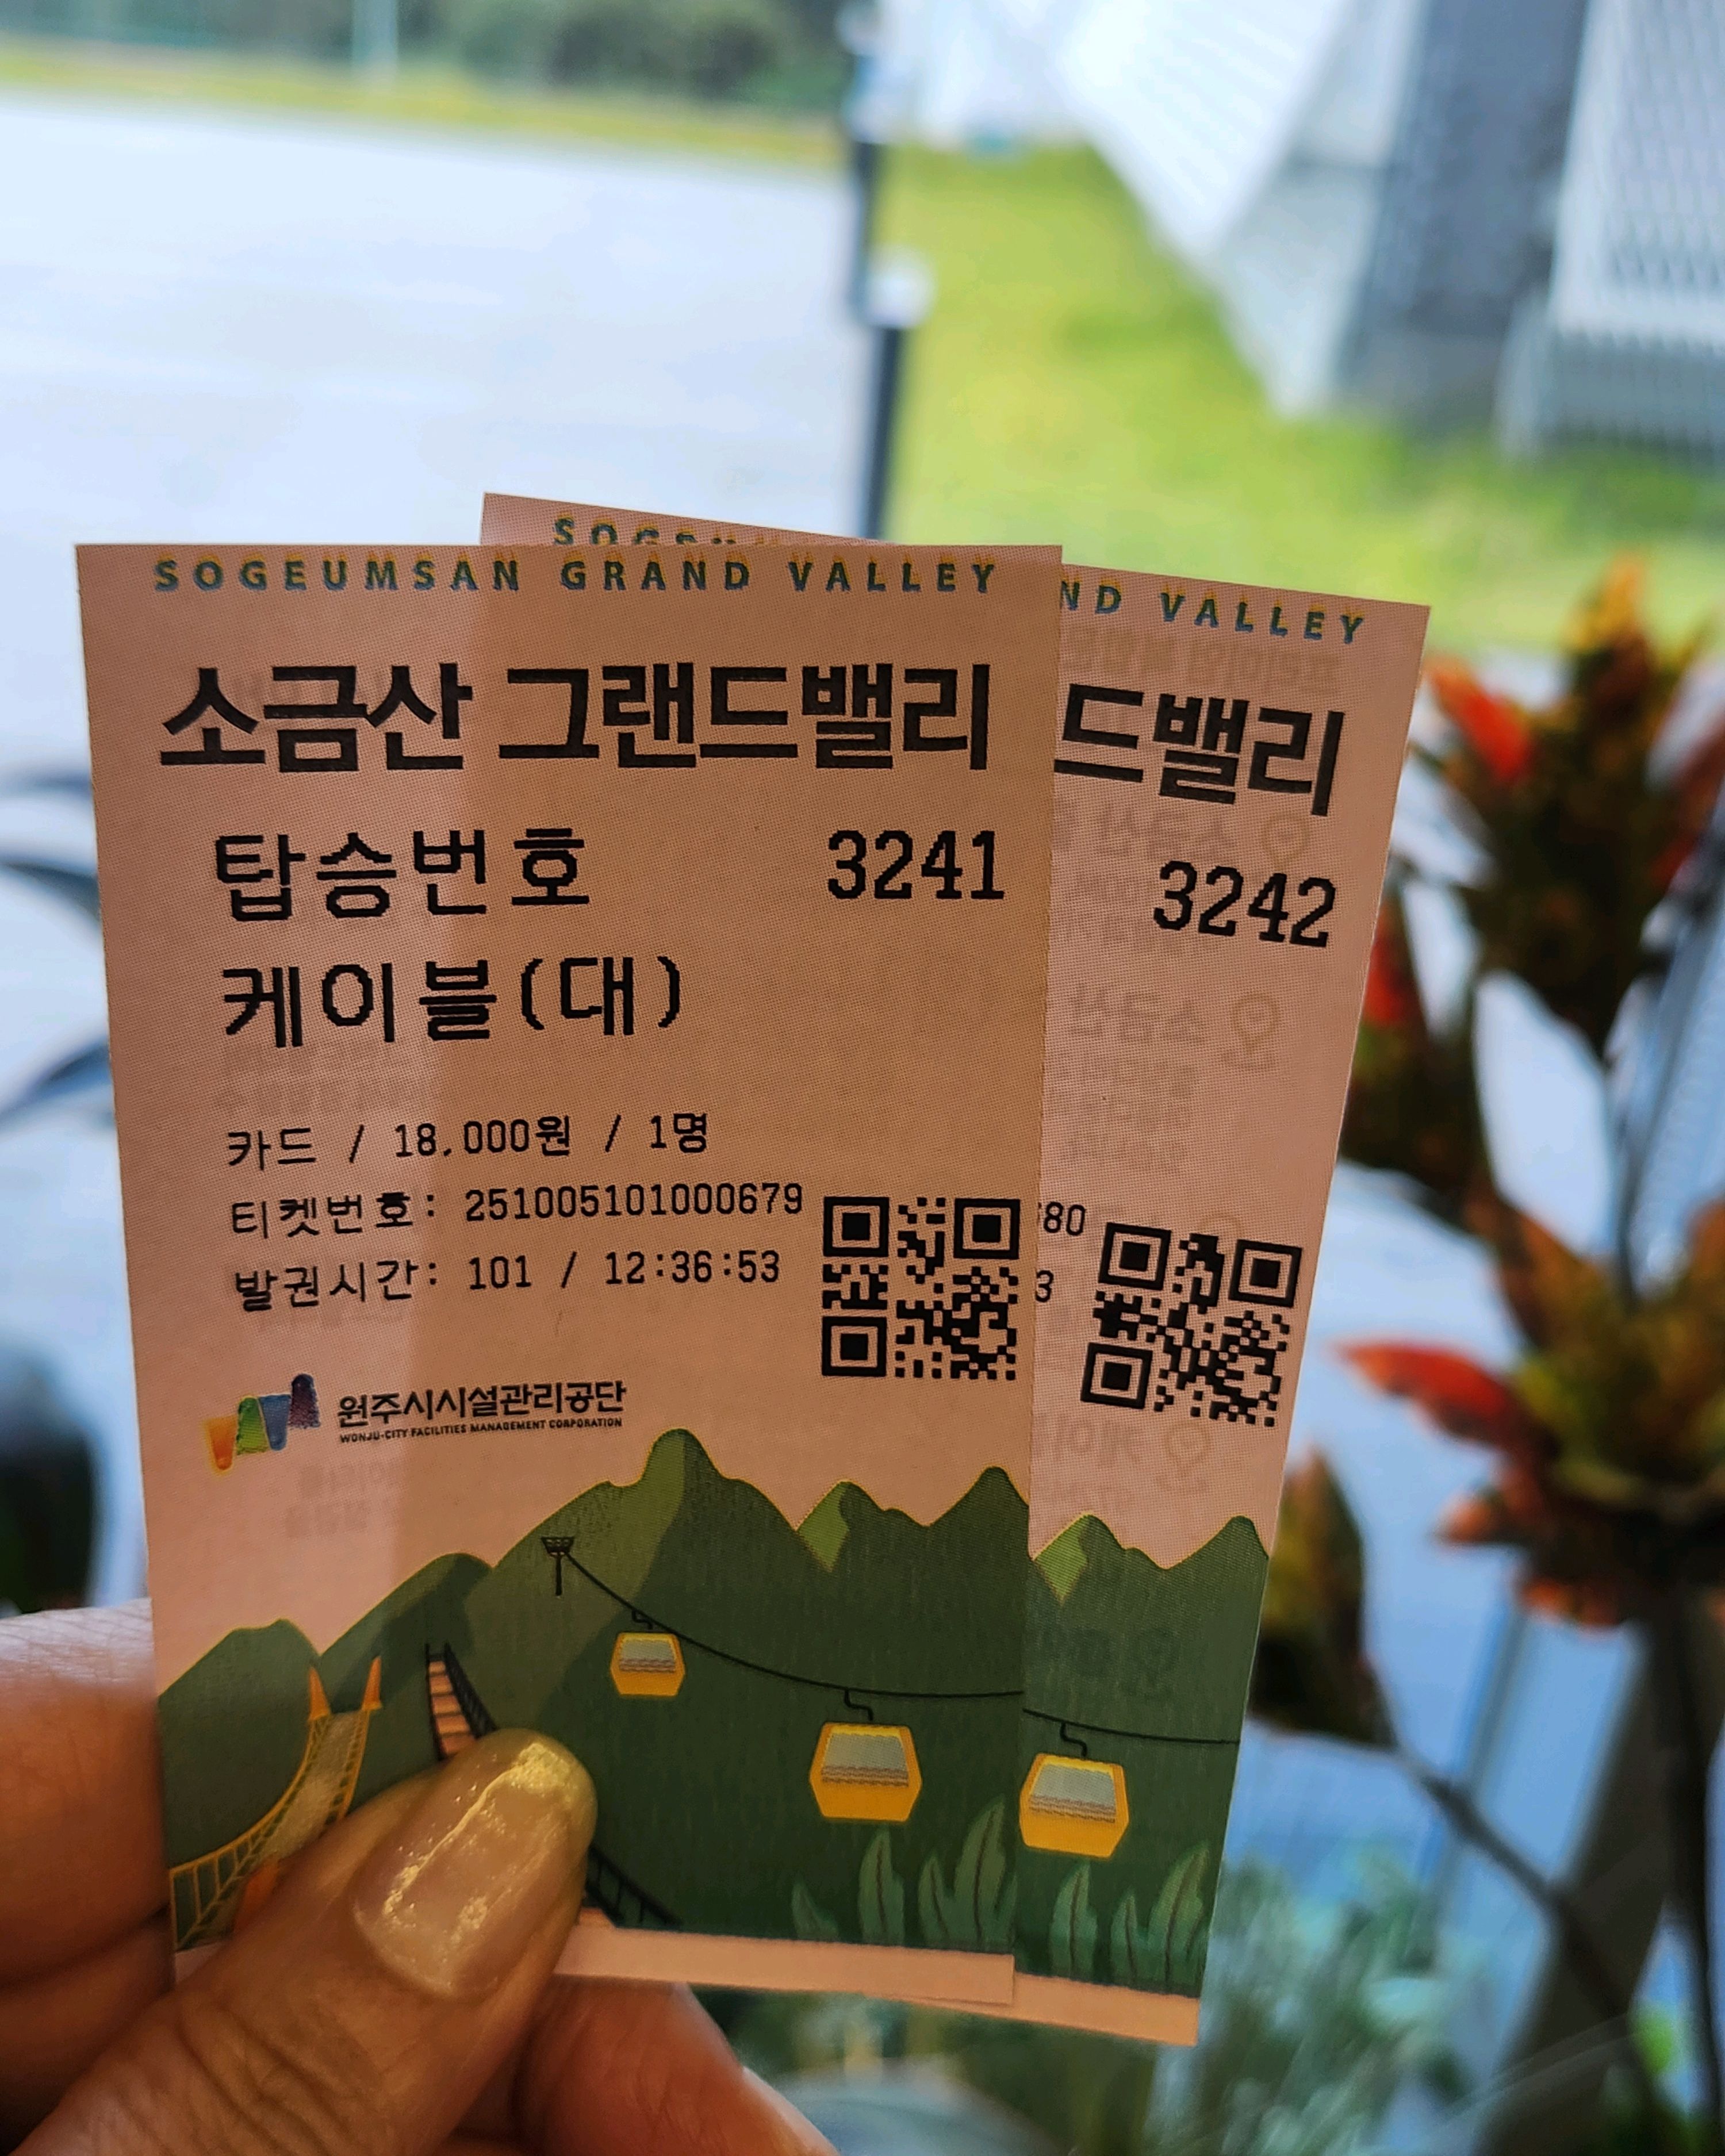 SOGEUMSAN GRAND VALLEY
소금산 그랜드밸리
탑승번호 3241
케이블(대)
카드 / 18,000원 / 1명
티켓번호: 251005101000679
발권시간: 101 / 12:36:53
원주시시설관리공단
WONJU-CITY FACILITIES MANAGEMENT CORPORATION
ND VALLEY
드밸리
3242
80
3